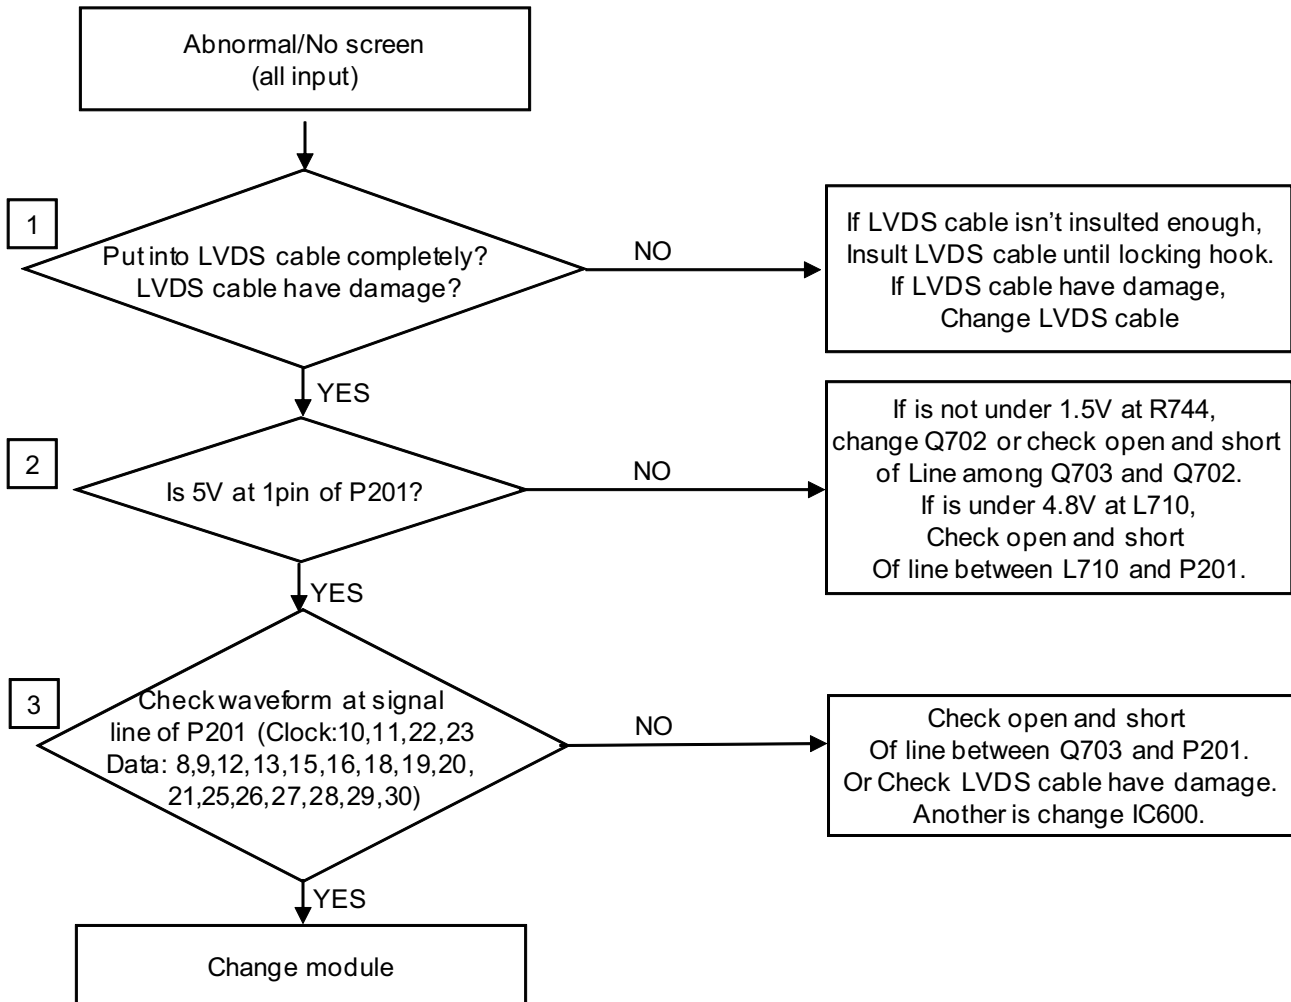 Abnormal/No screen
(all input)
1
Put into LVDS cable completely?
LVDS cable have damage?
NO
If LVDS cable isn't insulted enough,
Insult LVDS cable until locking hook.
If LVDS cable have damage,
Change LVDS cable
YES
2
Is 5V at 1pin of P201?
NO
If is not under 1.5V at R744,
change Q702 or check open and short
of Line among Q703 and Q702.
If is under 4.8V at L710,
Check open and short
Of line between L710 and P201.
YES
3
Check waveform at signal
line of P201 (Clock:10,11,22,23
Data: 8,9,12,13,15,16,18,19,20,
21,25,26,27,28,29,30)
NO
Check open and short
Of line between Q703 and P201.
Or Check LVDS cable have damage.
Another is change IC600.
YES
Change module